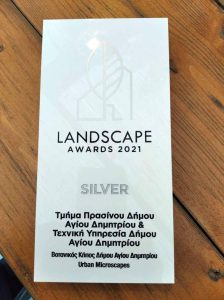 LANDSCAPE
AWARDS 2021
SILVER
Τμήμα Πρασίνου Δήμου
Αγίου Δημητρίου &
Τεχνική Υπηρεσία Δήμου
Αγίου Δημητρίου
Βοτανικός Κήπος Δήμου Αγίου Δημητρίου
Urban Microscapes